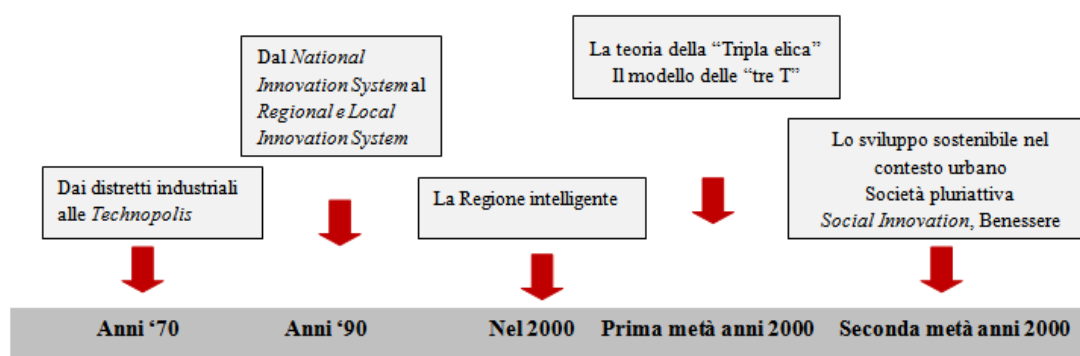 Dai distretti industriali
alle Technopolis
Dal National
Innovation System al
Regional e Local
Innovation System
La Regione intelligente
La teoria della “Tripla elica”
Il modello delle “tre T”
Lo sviluppo sostenibile nel
contesto urbano
Società pluriattiva
Social Innovation, Benessere
Anni ‘70
Anni ‘90
Nel 2000
Prima metà anni 2000
Seconda metà anni 2000